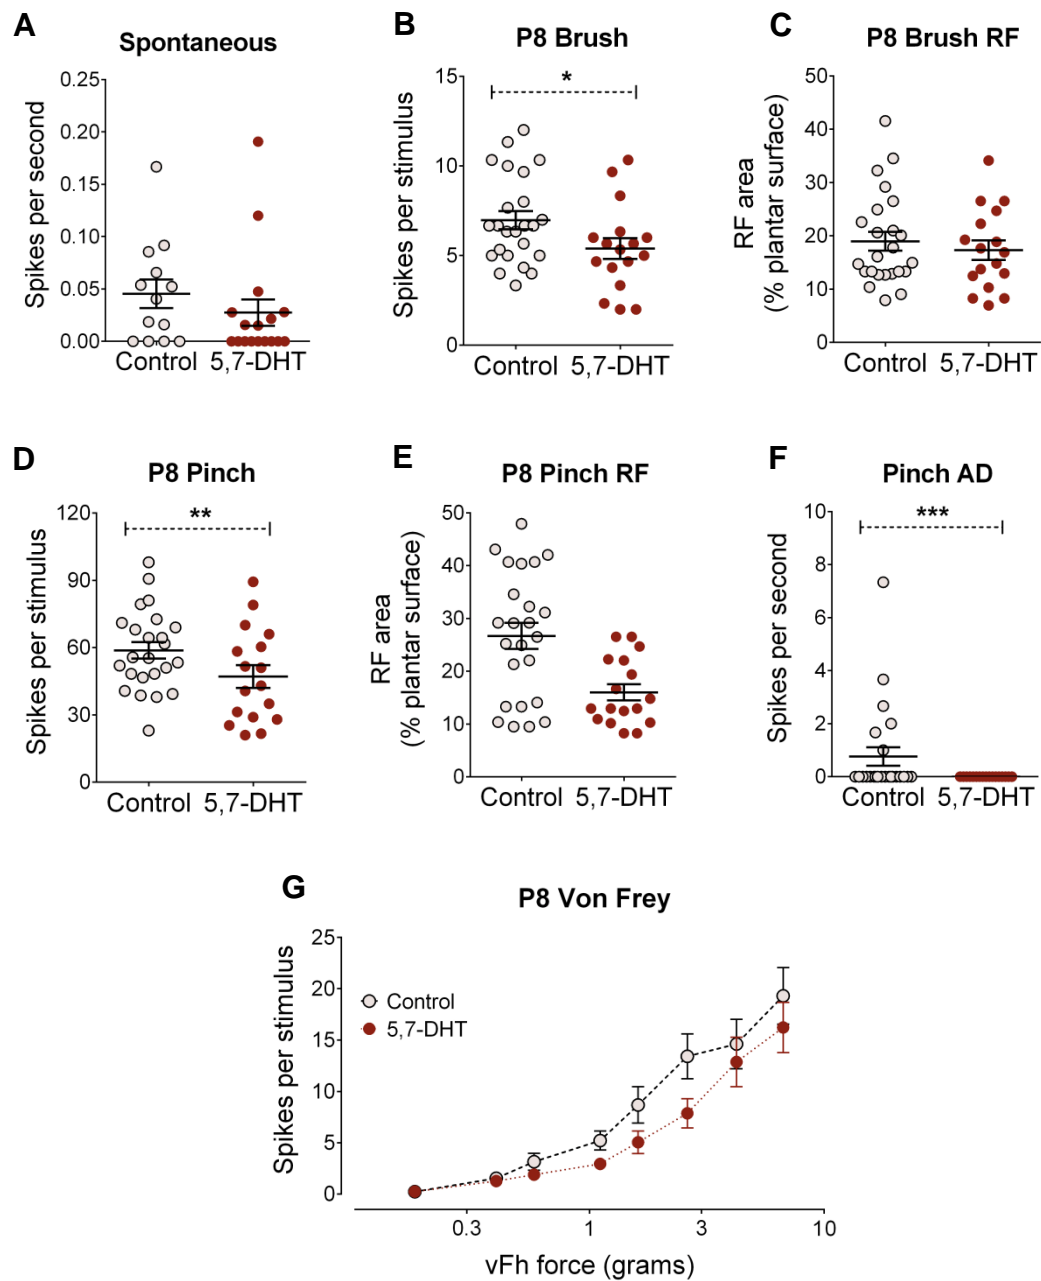 A
Spontaneous
Spikes per second
0.25
0.20
0.15
0.10
0.05
0.00
Control 5,7-DHT
B
P8 Brush
Spikes per stimulus
15
10
5
0
*
Control 5,7-DHT
C
P8 Brush RF
RF area
(% plantar surface)
50
40
30
20
10
0
Control 5,7-DHT
D
P8 Pinch
Spikes per stimulus
120
90
60
30
0
**
Control 5,7-DHT
E
P8 Pinch RF
RF area
(% plantar surface)
50
40
30
20
10
0
Control 5,7-DHT
F
Pinch AD
Spikes per second
10
8
6
4
2
0
***
Control 5,7-DHT
G
P8 Von Frey
Spikes per stimulus
25
20
15
10
5
0
Control
5,7-DHT
0.3 1 3 10
vFh force (grams)